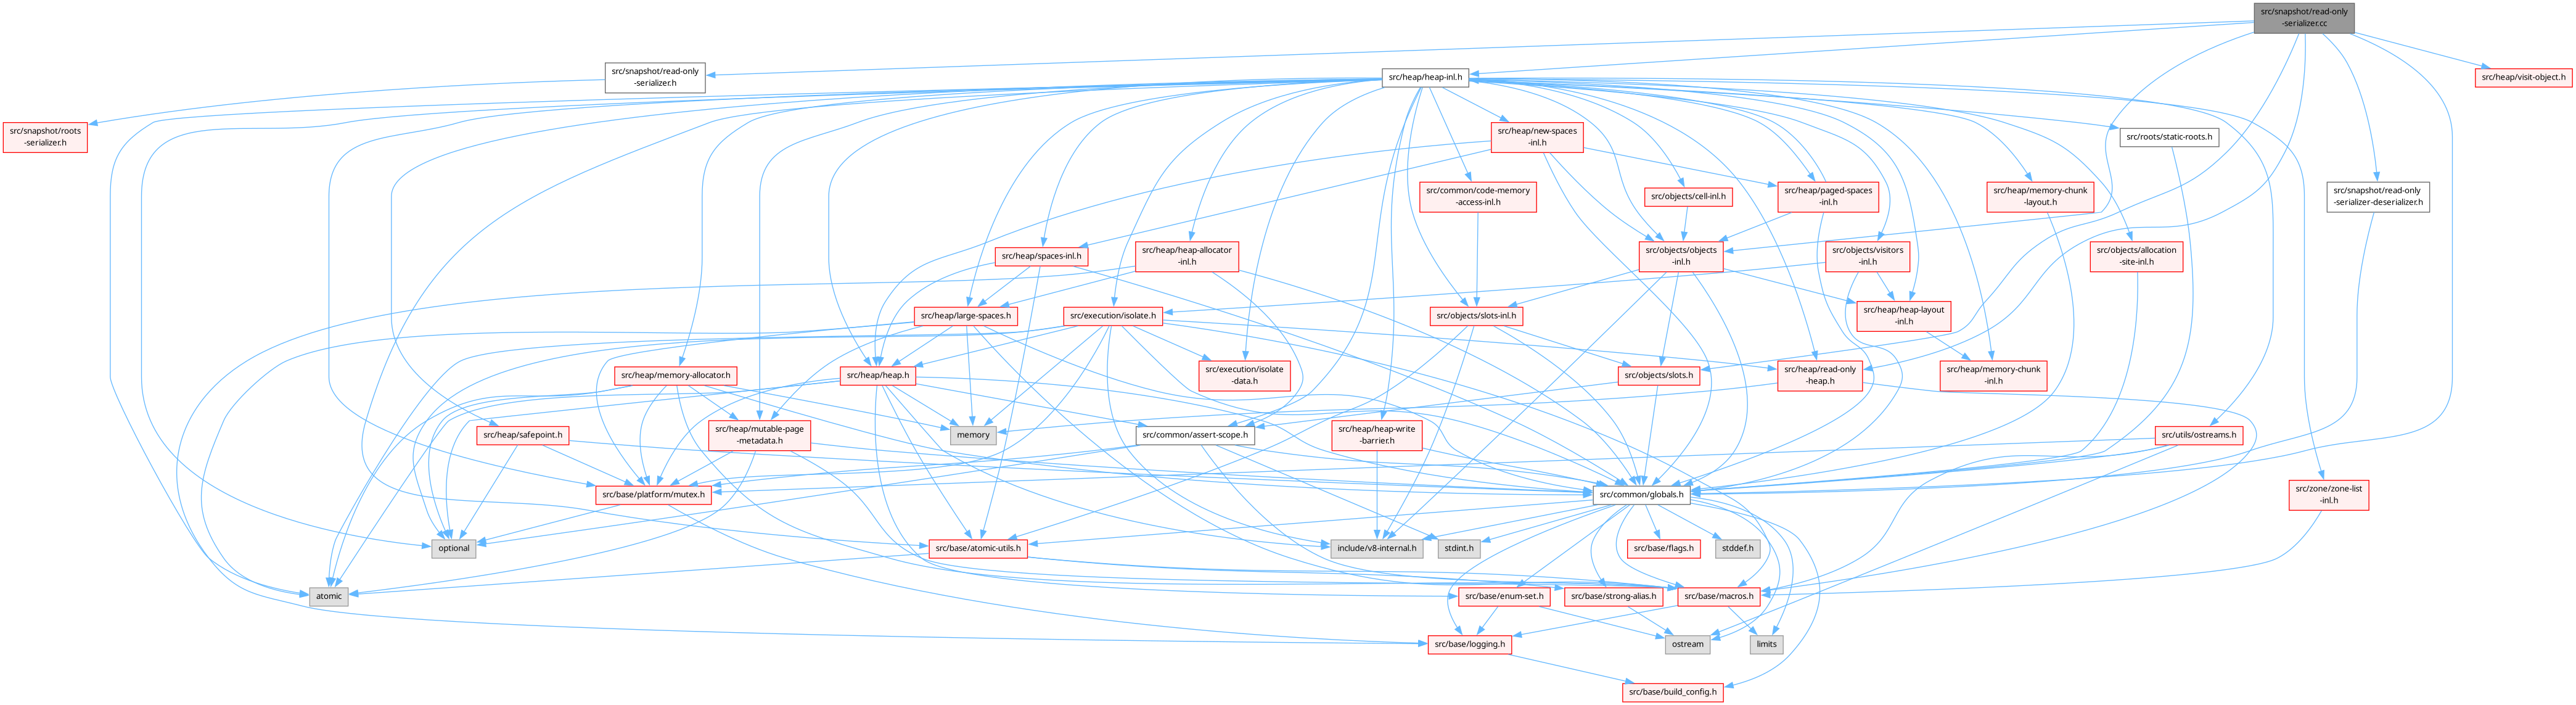 src/snapshot/read-only
-serializer.cc
src/snapshot/read-only
-serializer.h
src/heap/heap-inl.h
src/heap/visit-object.h
src/snapshot/roots
-serializer.h
src/heap/new-spaces
-inl.h
src/roots/static-roots.h
src/common/code-memory
-access-inl.h
src/objects/cell-inl.h
src/heap/paged-spaces
-inl.h
src/heap/memory-chunk
-layout.h
src/snapshot/read-only
-serializer-deserializer.h
src/heap/spaces-inl.h
src/heap/heap-allocator
-inl.h
src/objects/objects
-inl.h
src/objects/visitors
-inl.h
src/objects/allocation
-site-inl.h
src/heap/large-spaces.h
src/execution/isolate.h
src/objects/slots-inl.h
src/heap/heap-layout
-inl.h
src/heap/memory-allocator.h
src/heap/heap.h
src/execution/isolate
-data.h
src/objects/slots.h
src/heap/read-only
-heap.h
src/heap/memory-chunk
-inl.h
src/heap/safepoint.h
src/heap/mutable-page
-metadata.h
memory
src/common/assert-scope.h
src/heap/heap-write
-barrier.h
src/utils/ostreams.h
src/base/platform/mutex.h
src/common/globals.h
src/zone/zone-list
-inl.h
optional
src/base/atomic-utils.h
include/v8-internal.h
stdint.h
src/base/flags.h
stddef.h
atomic
src/base/enum-set.h
src/base/strong-alias.h
src/base/macros.h
src/base/logging.h
ostream
limits
src/base/build_config.h